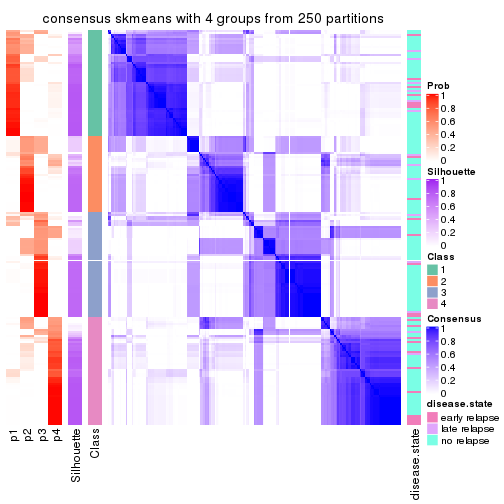 consensus skmeans with 4 groups from 250 partitions
p1
p2
p3
p4
Silhouette
Class
disease.state
Prob
1
0.8
0.6
0.4
0.2
0
Silhouette
1
0.8
0.6
0.4
0.2
0
Class
1
2
3
4
Consensus
1
0.8
0.6
0.4
0.2
0
disease.state
early relapse
late relapse
no relapse